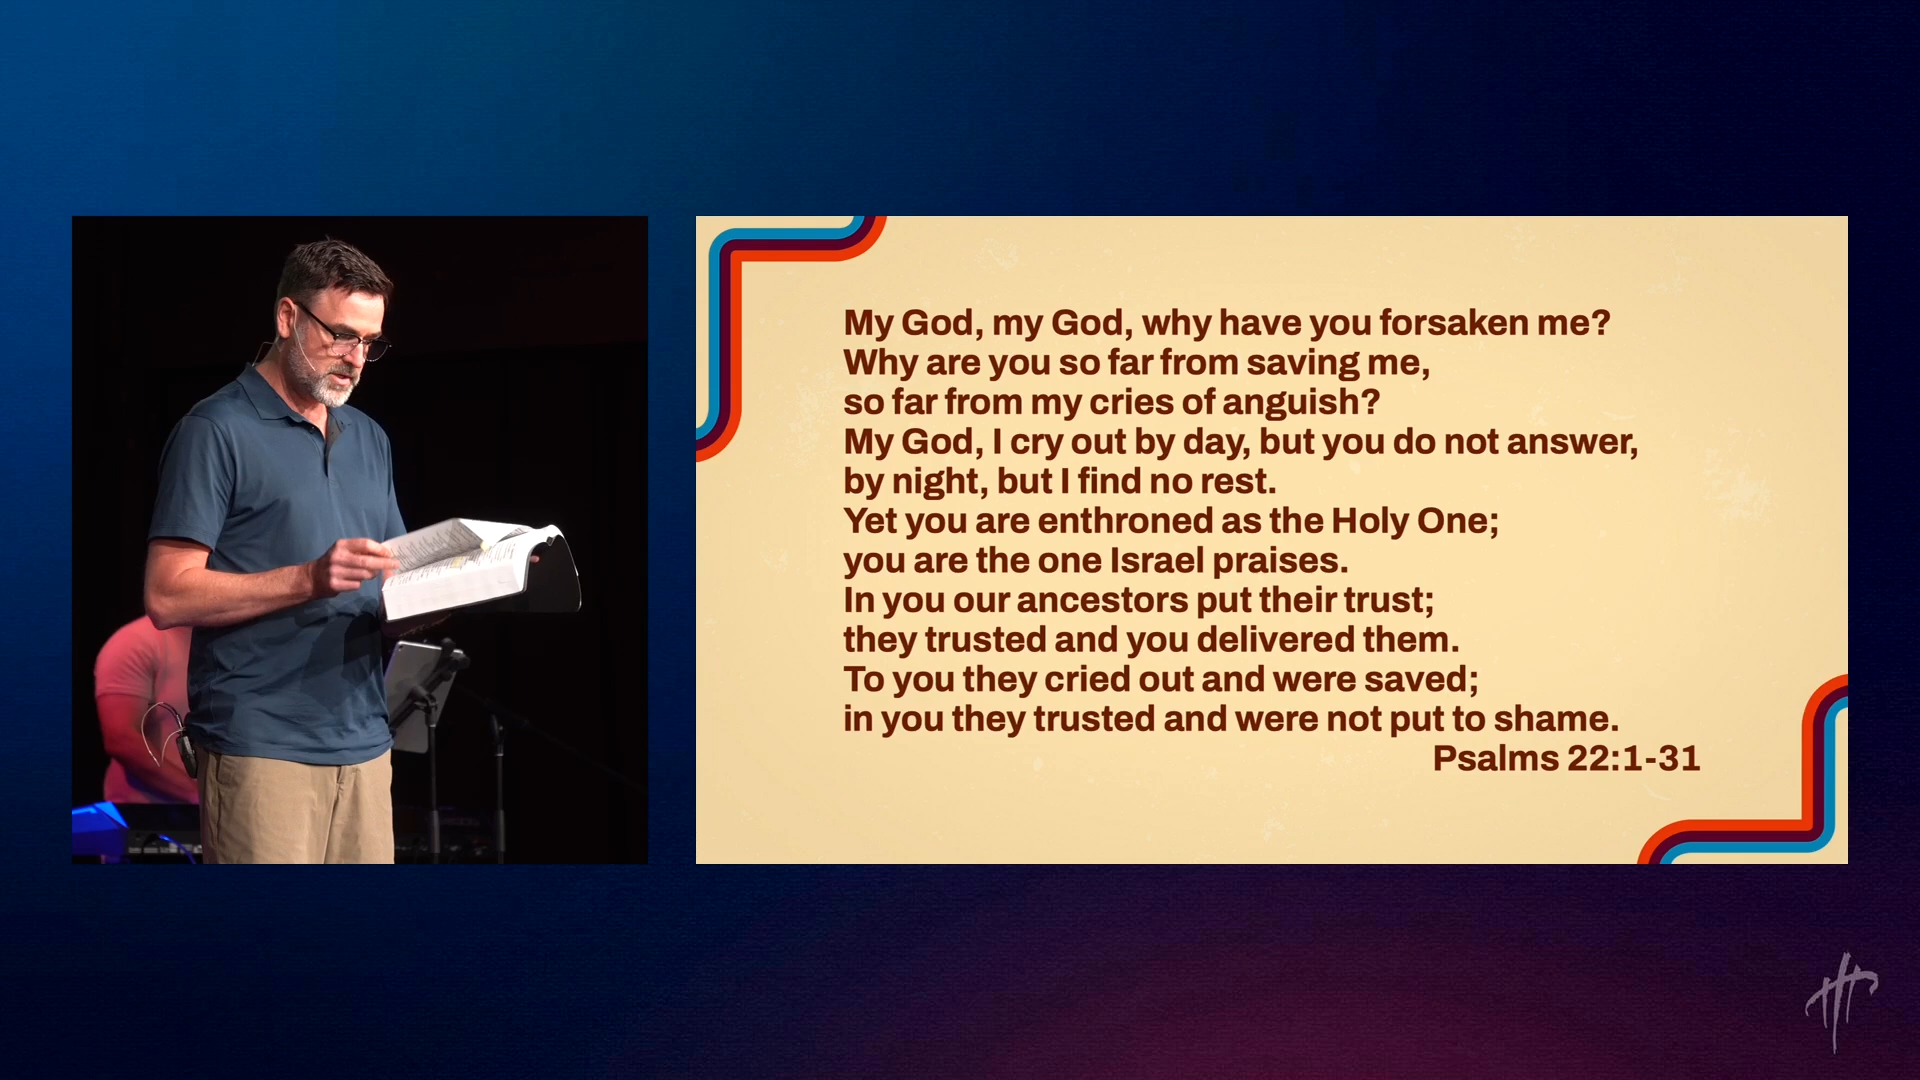 My God, my God, why have you forsaken me?
Why are you so far from saving me,
so far from my cries of anguish?
My God, I cry out by day, but you do not answer,
by night, but I find no rest.
Yet you are enthroned as the Holy One;
you are the one Israel praises.
In you our ancestors put their trust;
they trusted and you delivered them.
To you they cried out and were saved;
in you they trusted and were not put to shame.
Psalms 22:1-31